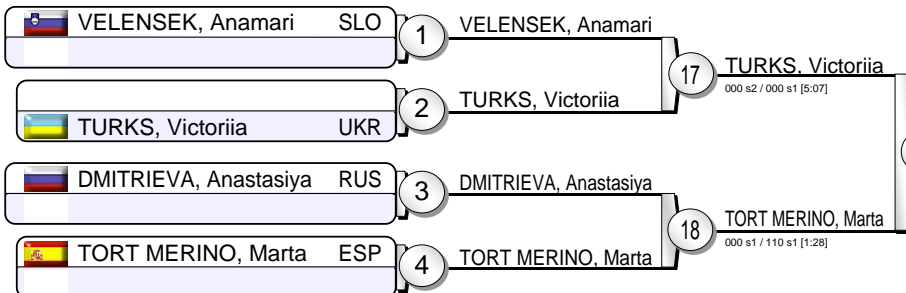 VELENSEK, Anamari SLO
1
VELENSEK, Anamari
17
TURKS, Victoriia
000 s2 / 000 s1 [5:07]
2
TURKS, Victoriia
TURKS, Victoriia UKR
DMITRIEVA, Anastasiya RUS
3
DMITRIEVA, Anastasiya
18
TORT MERINO, Marta
000 s1 / 110 s1 [1:28]
TORT MERINO, Marta ESP
4
TORT MERINO, Marta